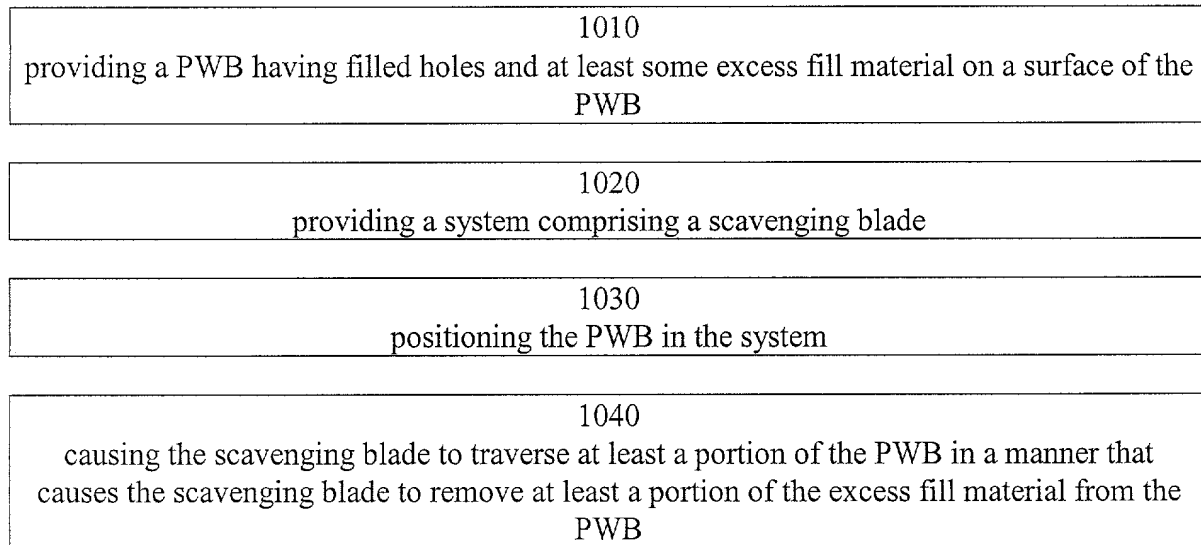 1010
providing a PWB having filled holes and at least some excess fill material on a surface of the
PWB
1020
providing a system comprising a scavenging blade
1030
positioning the PWB in the system
1040
causing the scavenging blade to traverse at least a portion of the PWB in a manner that
causes the scavenging blade to remove at least a portion of the excess fill material from the
PWB